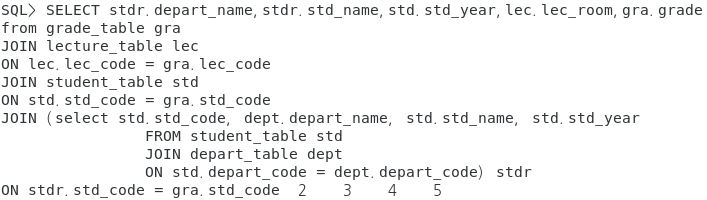 SQL> SELECT stdr.depart_name, stdr.std_name, std.std_year, lec.lec_room, gra.grade
from grade_table gra
JOIN lecture_table lec
ON lec.lec_code = gra.lec_code
JOIN student_table std
ON std.std_code = gra.std_code
JOIN (select std.std_code, dept.depart_name, std.std_name, std.std_year
FROM student_table std
JOIN depart_table dept
ON std.depart_code = dept.depart_code) stdr
ON stdr.std_code = gra.std_code 2 3 4 5